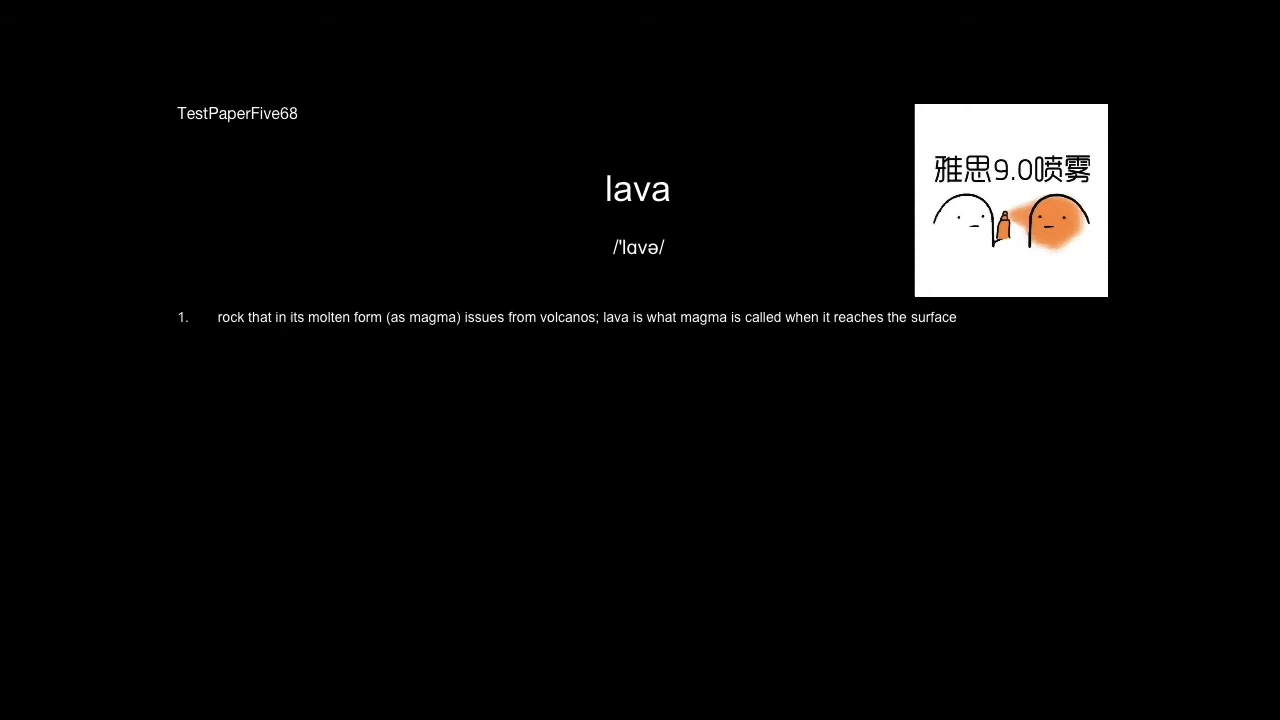 TestPaperFive68
雅思9.0喷雾
lava
/'lɑvə/
1. rock that in its molten form (as magma) issues from volcanos; lava is what magma is called when it reaches the surface